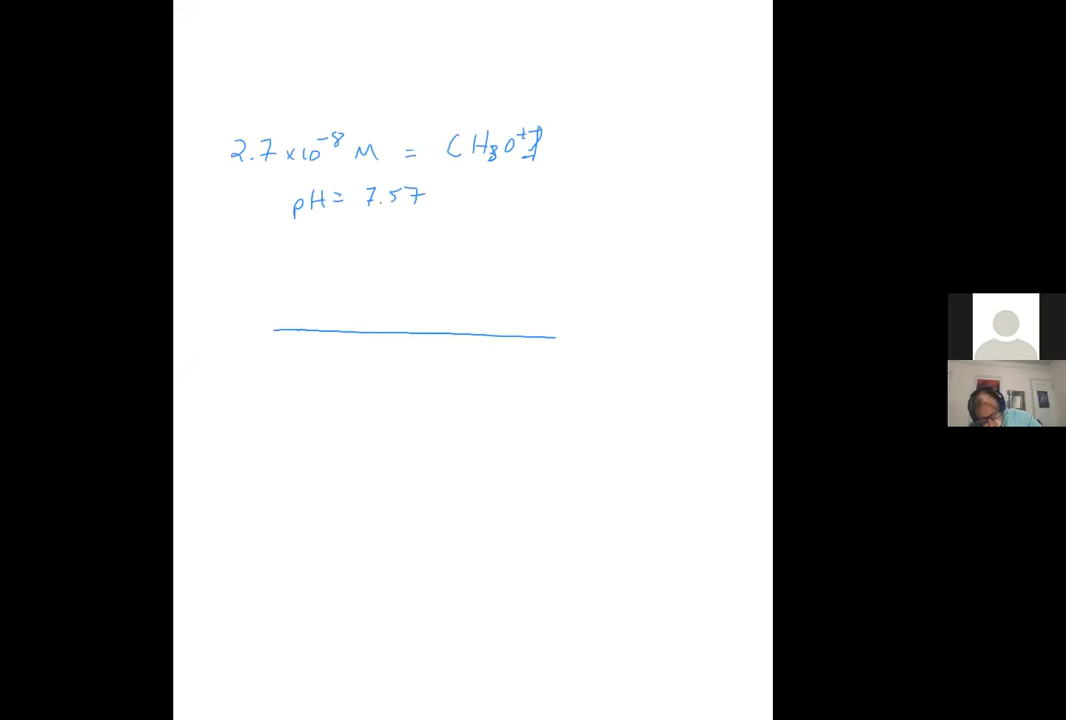 2.7 × 10⁻⁸ M = [H₃O⁺]
pH = 7.57